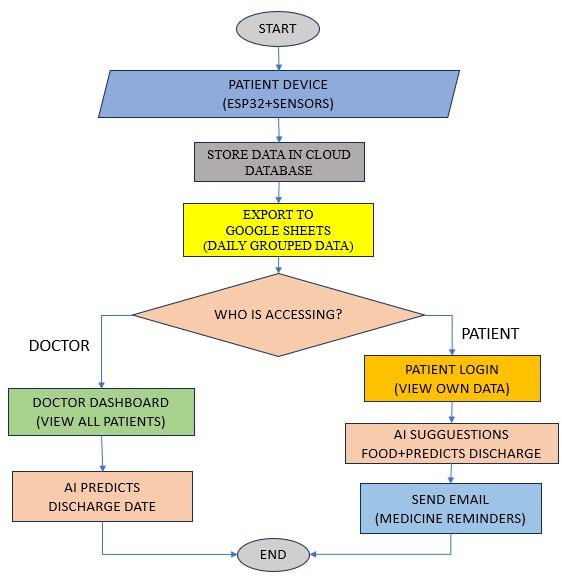 START
PATIENT DEVICE
(ESP32+SENSORS)
STORE DATA IN CLOUD
DATABASE
EXPORT TO
GOOGLE SHEETS
(DAILY GROUPED DATA)
WHO IS ACCESSING?
DOCTOR
DOCTOR DASHBOARD
(VIEW ALL PATIENTS)
AI PREDICTS
DISCHARGE DATE
PATIENT
PATIENT LOGIN
(VIEW OWN DATA)
AI SUGGUESTIONS
FOOD+PREDICTS DISCHARGE
SEND EMAIL
(MEDICINE REMINDERS)
END